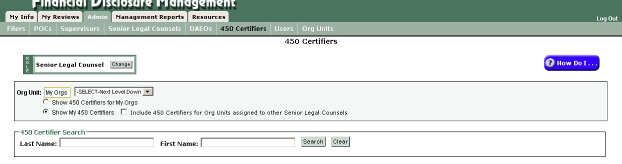 Financial Disclosure Management
My Info My Reviews Admin Management Reports Resources
Log Out
Filers POCs Supervisors Senior Legal Counsels DAEOs 450 Certifiers Users Org Units
450 Certifiers
ROLE Senior Legal Counsel Change
? How Do I . . .
Org Unit: My Orgs -SELECT-Next Level Down
Show 450 Certifiers for My Orgs
Show My 450 Certifiers Include 450 Certifiers for Org Units assigned to other Senior Legal Counsels
450 Certifier Search
Last Name: First Name: Search Clear